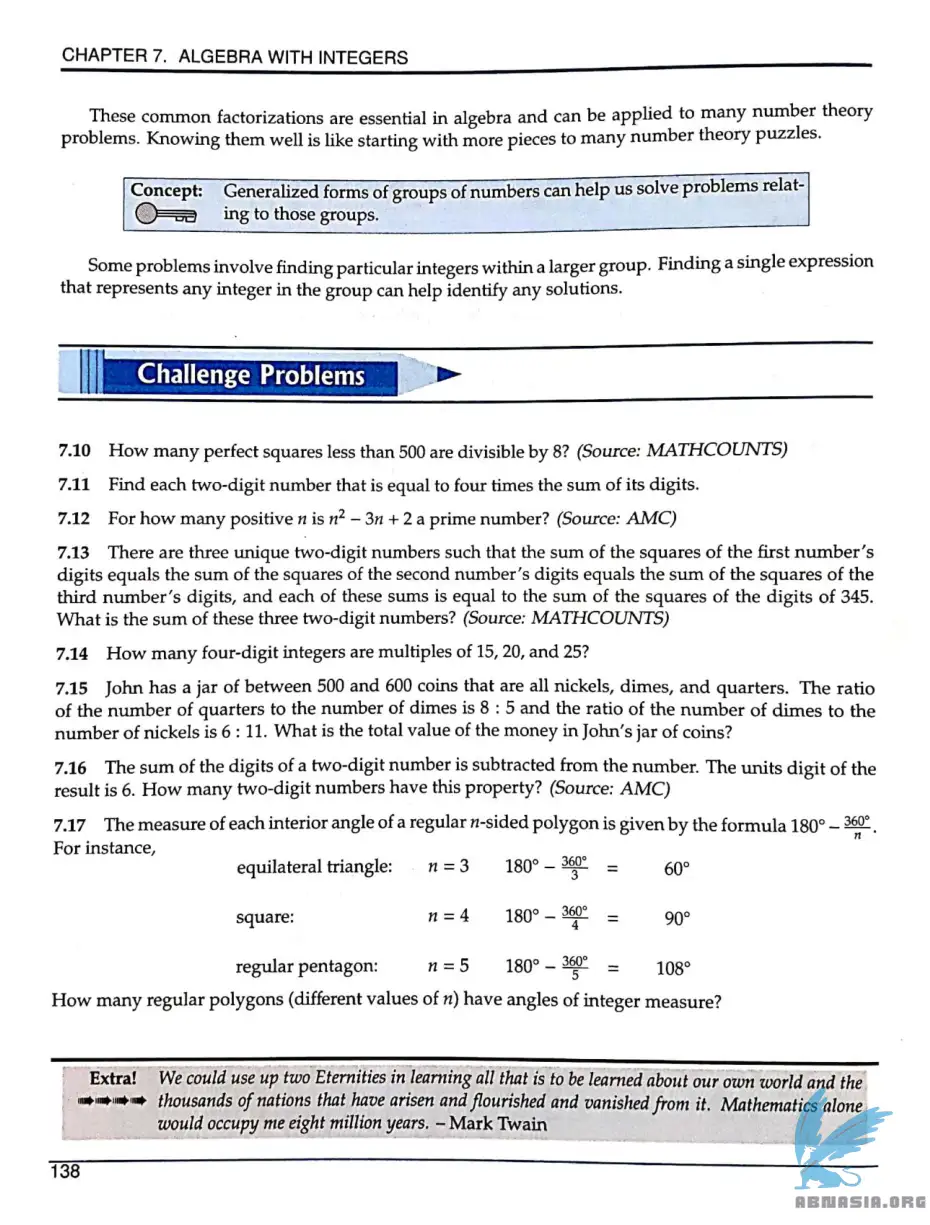 CHAPTER 7. ALGEBRA WITH INTEGERS
These common factorizations are essential in algebra and can be applied to many number theory
problems. Knowing them well is like starting with more pieces to many number theory puzzles.
Concept: Generalized forms of groups of numbers can help us solve problems relat-
ing to those groups.
Some problems involve finding particular integers within a larger group. Finding a single expression
that represents any integer in the group can help identify any solutions.
Challenge Problems
7.10 How many perfect squares less than 500 are divisible by 8? (Source: MATHCOUNTS)
7.11 Find each two-digit number that is equal to four times the sum of its digits.
7.12 For how many positive n is n² − 3n + 2 a prime number? (Source: AMC)
7.13 There are three unique two-digit numbers such that the sum of the squares of the first number's
digits equals the sum of the squares of the second number's digits equals the sum of the squares of the
third number's digits, and each of these sums is equal to the sum of the squares of the digits of 345.
What is the sum of these three two-digit numbers? (Source: MATHCOUNTS)
7.14 How many four-digit integers are multiples of 15, 20, and 25?
7.15 John has a jar of between 500 and 600 coins that are all nickels, dimes, and quarters. The ratio
of the number of quarters to the number of dimes is 8 : 5 and the ratio of the number of dimes to the
number of nickels is 6 : 11. What is the total value of the money in John's jar of coins?
7.16 The sum of the digits of a two-digit number is subtracted from the number. The units digit of the
result is 6. How many two-digit numbers have this property? (Source: AMC)
7.17 The measure of each interior angle of a regular n-sided polygon is given by the formula 180° − 360°/n.
For instance,
equilateral triangle: n = 3 180° − 360°/3 = 60°
square: n = 4 180° − 360°/4 = 90°
regular pentagon: n = 5 180° − 360°/5 = 108°
How many regular polygons (different values of n) have angles of integer measure?
Extra! We could use up two Eternities in learning all that is to be learned about our own world and the
thousands of nations that have arisen and flourished and vanished from it. Mathematics alone
would occupy me eight million years. – Mark Twain
138
ABNASIA.ORG